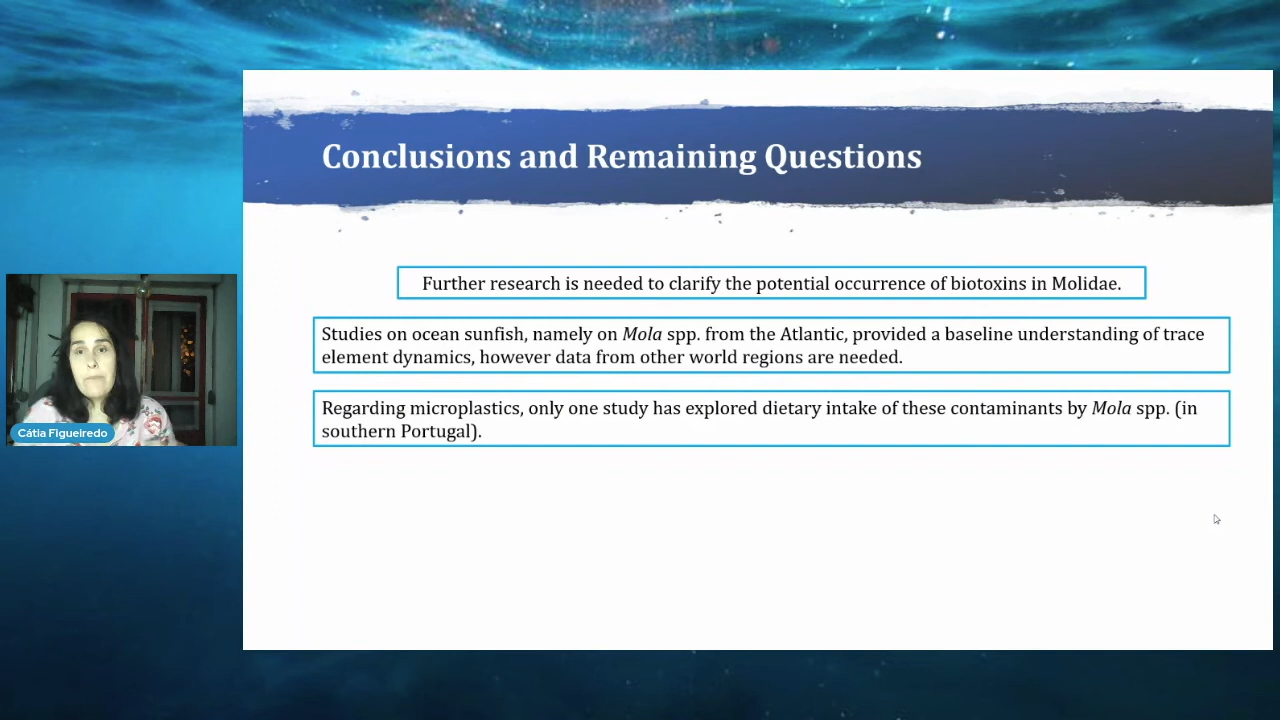 Conclusions and Remaining Questions
Further research is needed to clarify the potential occurrence of biotoxins in Molidae.
Studies on ocean sunfish, namely on Mola spp. from the Atlantic, provided a baseline understanding of trace
element dynamics, however data from other world regions are needed.
Regarding microplastics, only one study has explored dietary intake of these contaminants by Mola spp. (in
southern Portugal).
Cátia Figueiredo